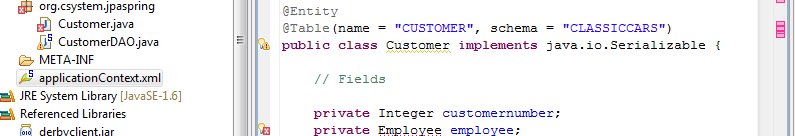 org.csystem.jpaspring
Customer.java
CustomerDAO.java
META-INF
applicationContext.xml
JRE System Library [JavaSE-1.6]
Referenced Libraries
derbyclient.jar
@Entity
@Table(name = "CUSTOMER", schema = "CLASSICCARS")
public class Customer implements java.io.Serializable {
// Fields
private Integer customernumber;
private Employee employee;